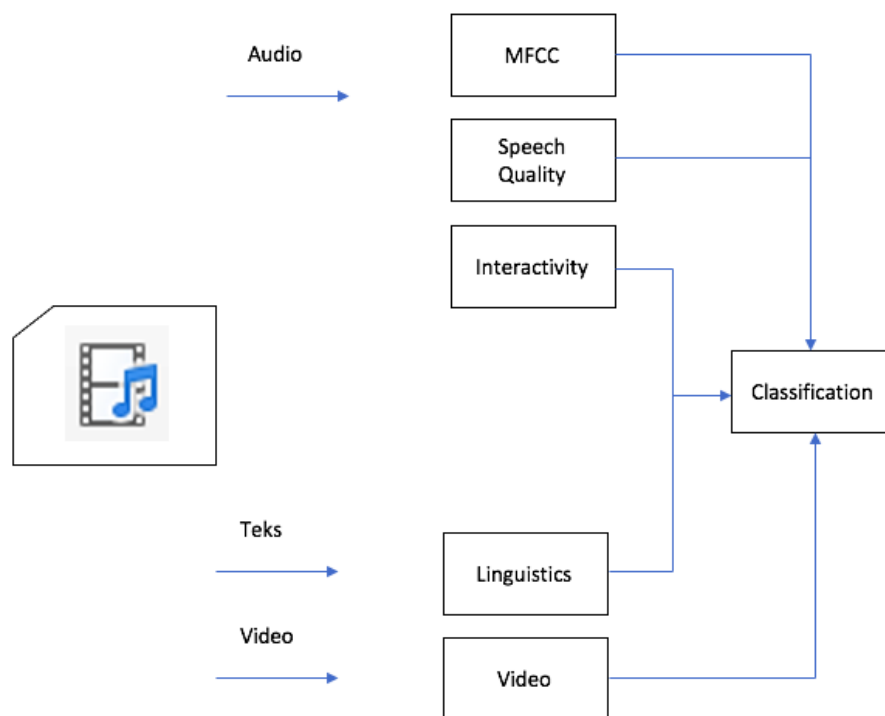 Audio
MFCC
Speech
Quality
Interactivity
Classification
Teks
Linguistics
Video
Video